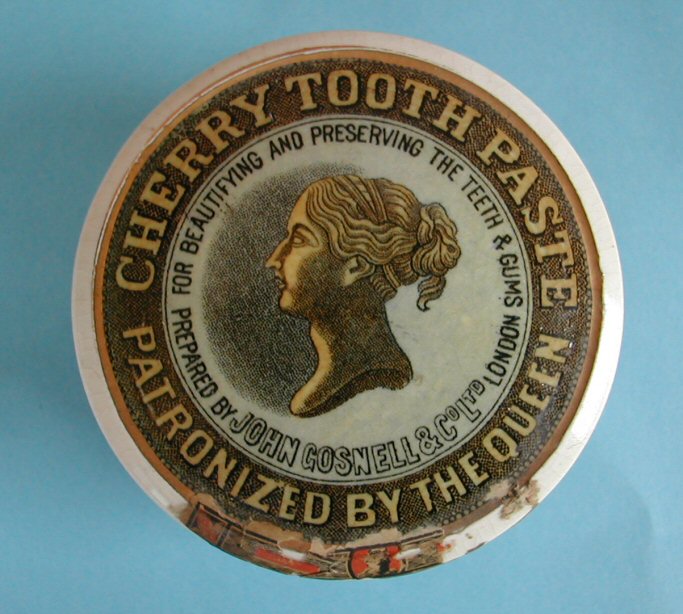 CHERRY TOOTH PASTE
PATRONIZED BY THE QUEEN
FOR BEAUTIFYING AND PRESERVING THE TEETH & GUMS
PREPARED BY JOHN GOSNELL & CO LTD LONDON